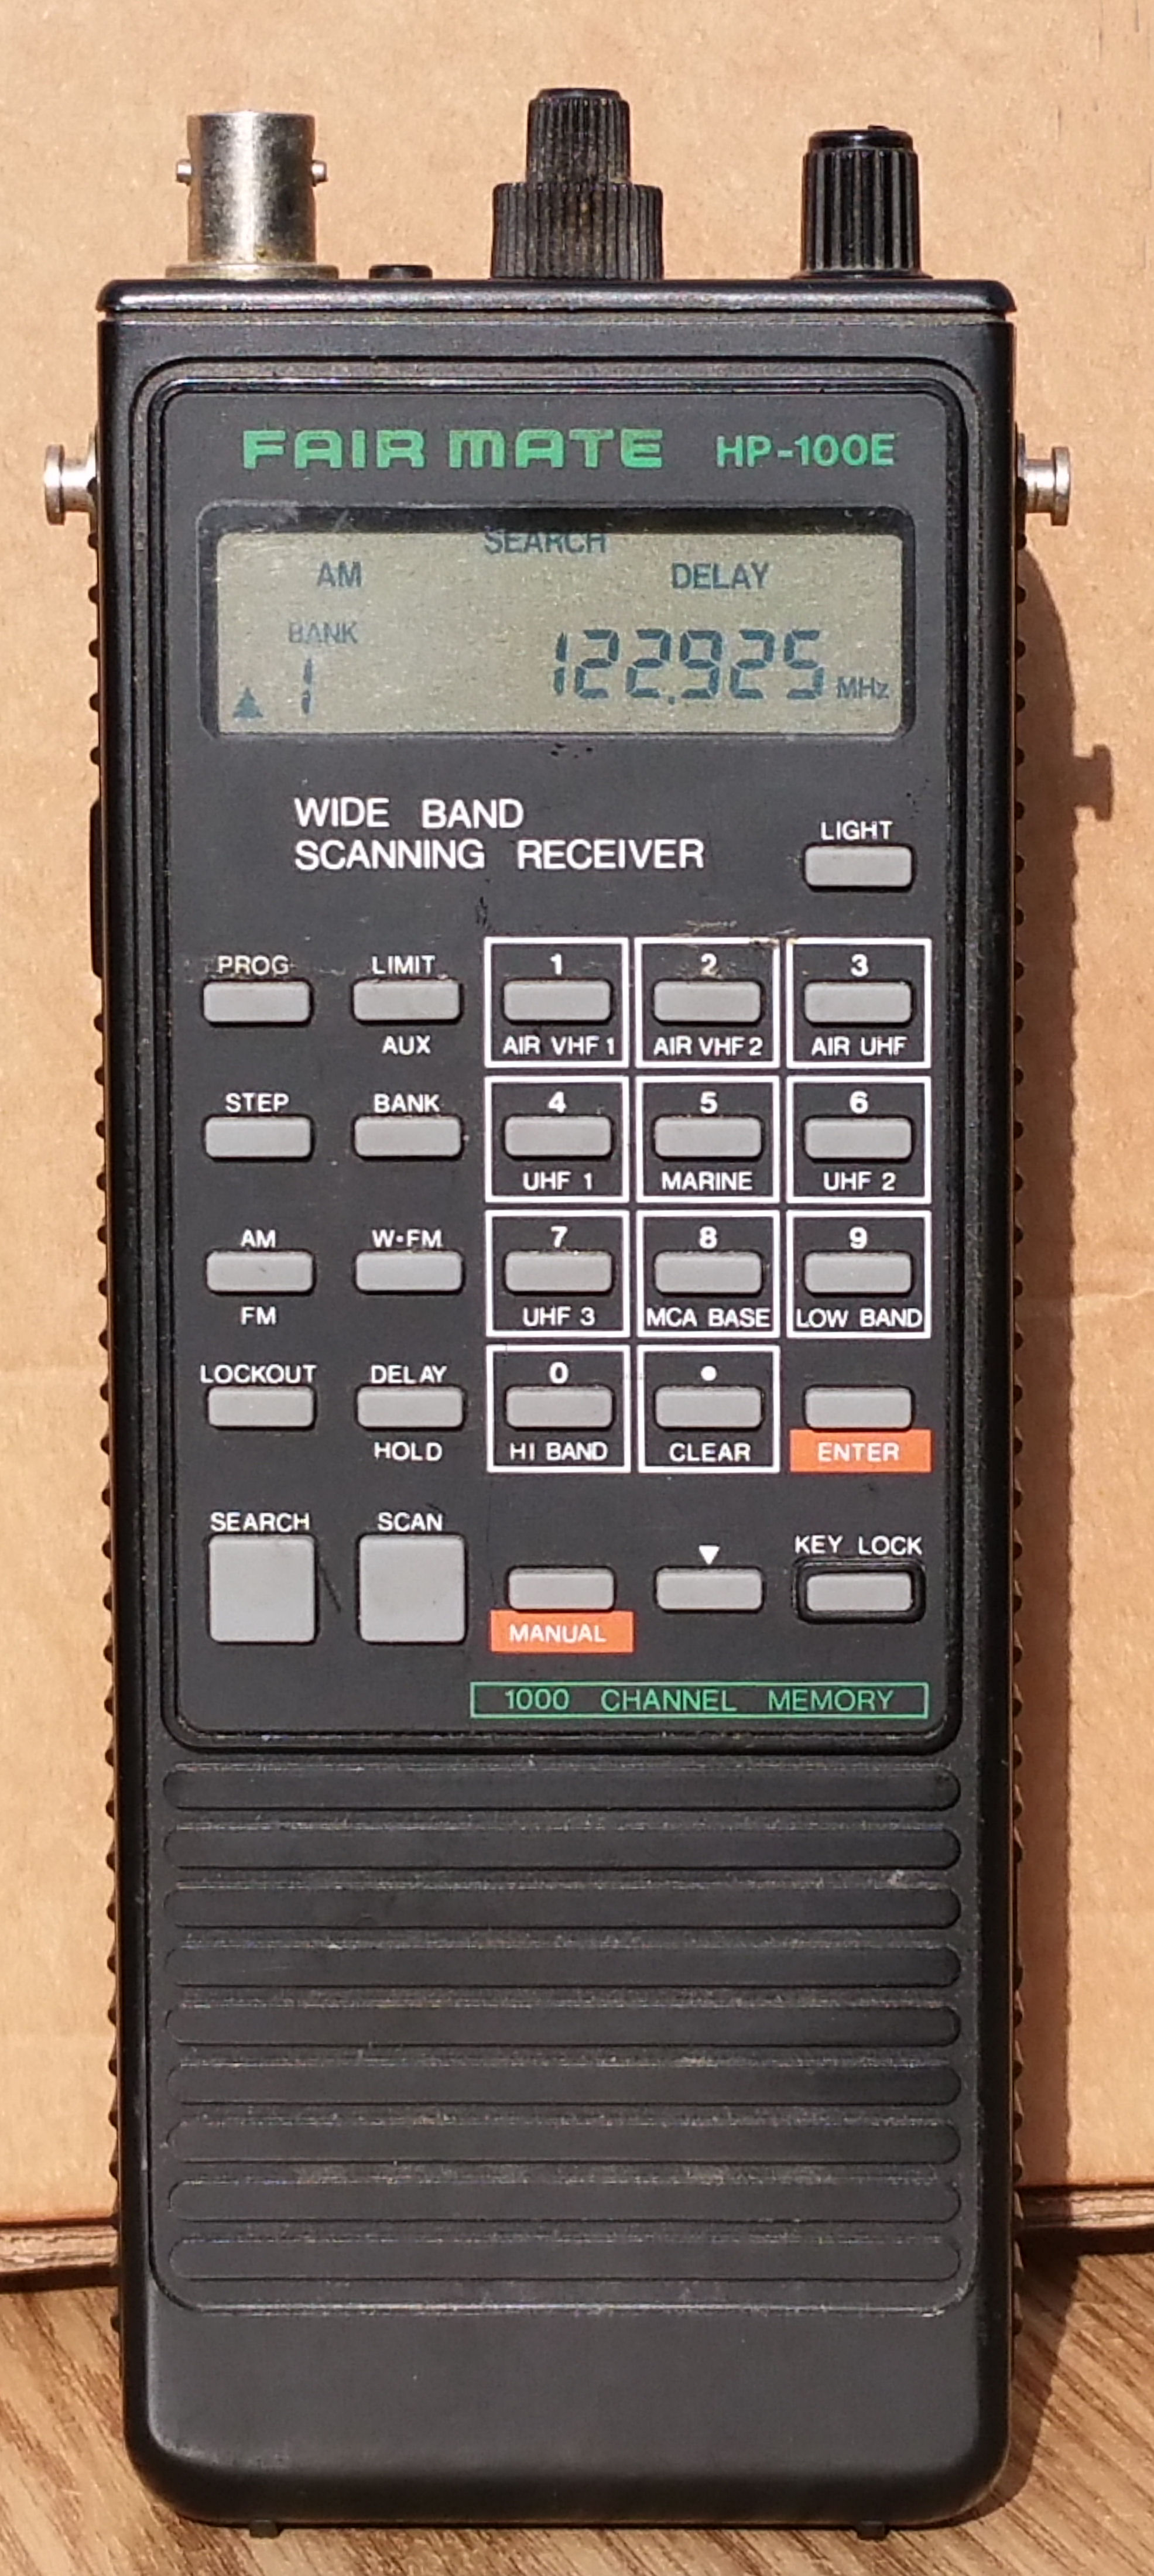 FAIR MATE HP-100E
SEARCH
AM DELAY
BANK
1 122.925 MHz
WIDE BAND
SCANNING RECEIVER
LIGHT
PROG LIMIT 1 2 3
AUX AIR VHF 1 AIR VHF 2 AIR UHF
STEP BANK 4 5 6
UHF 1 MARINE UHF 2
AM W•FM 7 8 9
FM UHF 3 MCA BASE LOW BAND
LOCKOUT DELAY 0 •
HOLD HI BAND CLEAR ENTER
SEARCH SCAN ▼ KEY LOCK
MANUAL
1000 CHANNEL MEMORY